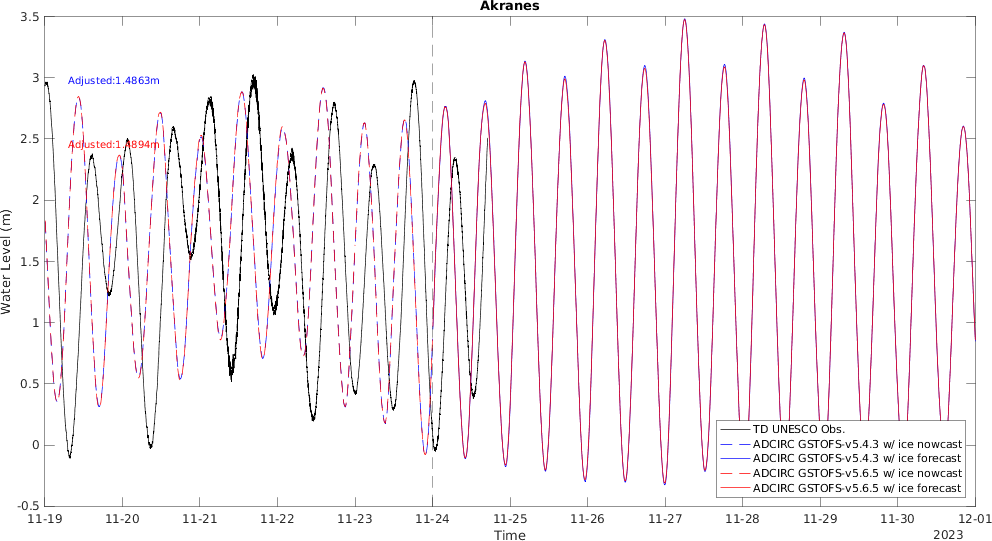 Akranes
3.5
3
2.5
2
1.5
1
0.5
0
-0.5
Water Level (m)
Adjusted:1.4863m
Adjusted:1.4894m
TD UNESCO Obs.
ADCIRC GSTOFS-v5.4.3 w/ ice nowcast
ADCIRC GSTOFS-v5.4.3 w/ ice forecast
ADCIRC GSTOFS-v5.6.5 w/ ice nowcast
ADCIRC GSTOFS-v5.6.5 w/ ice forecast
11-19 11-20 11-21 11-22 11-23 11-24 11-25 11-26 11-27 11-28 11-29 11-30 12-01
Time
2023